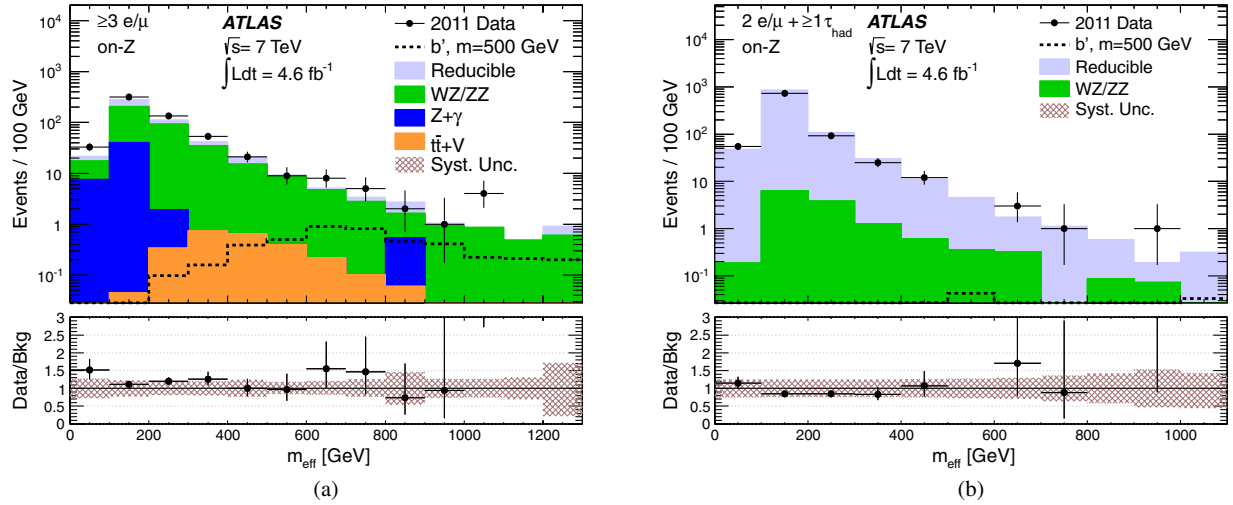 ≥3 e/μ
on-Z
ATLAS
√s= 7 TeV
∫Ldt = 4.6 fb⁻¹
2011 Data
b', m=500 GeV
Reducible
WZ/ZZ
Z+γ
tt̄+V
Syst. Unc.
Events / 100 GeV
10⁴
10³
10²
10
1
10⁻¹
Data/Bkg
3
2.5
2
1.5
1
0.5
0
0 200 400 600 800 1000 1200
m_eff [GeV]
(a)
2 e/μ + ≥1τ_had
on-Z
ATLAS
√s= 7 TeV
∫Ldt = 4.6 fb⁻¹
2011 Data
b', m=500 GeV
Reducible
WZ/ZZ
Syst. Unc.
Events / 100 GeV
10⁵
10⁴
10³
10²
10
1
10⁻¹
Data/Bkg
3
2.5
2
1.5
1
0.5
0
0 200 400 600 800 1000
m_eff [GeV]
(b)